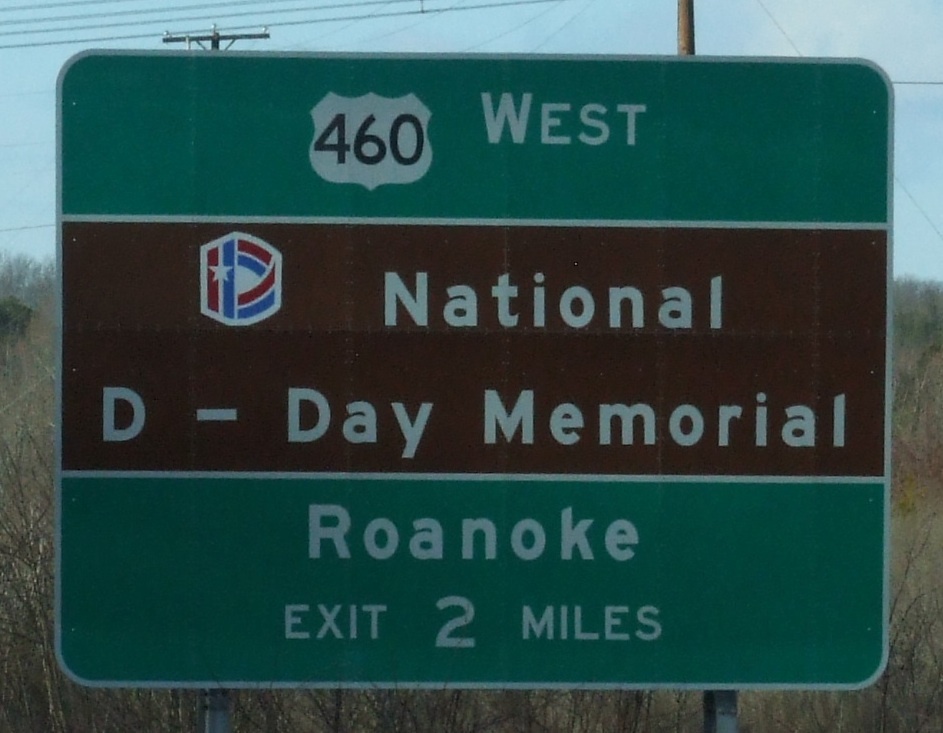 460 WEST
National
D - Day Memorial
Roanoke
EXIT 2 MILES